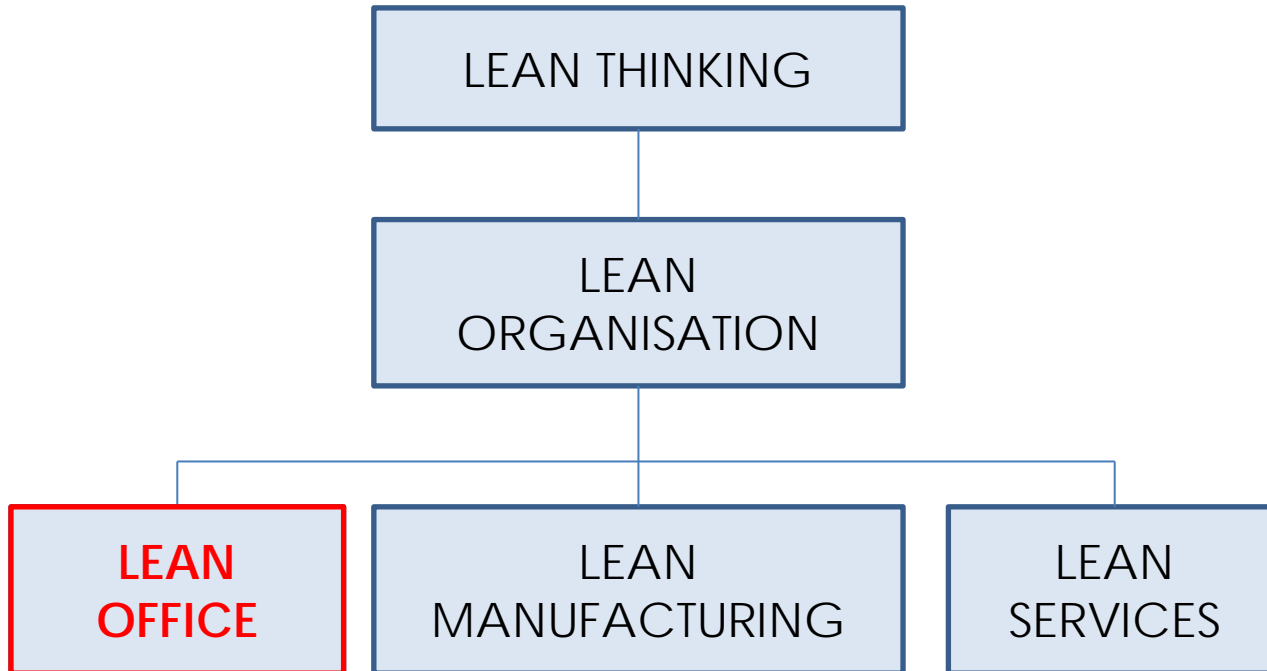 LEAN THINKING
LEAN
ORGANISATION
LEAN
OFFICE
LEAN
MANUFACTURING
LEAN
SERVICES